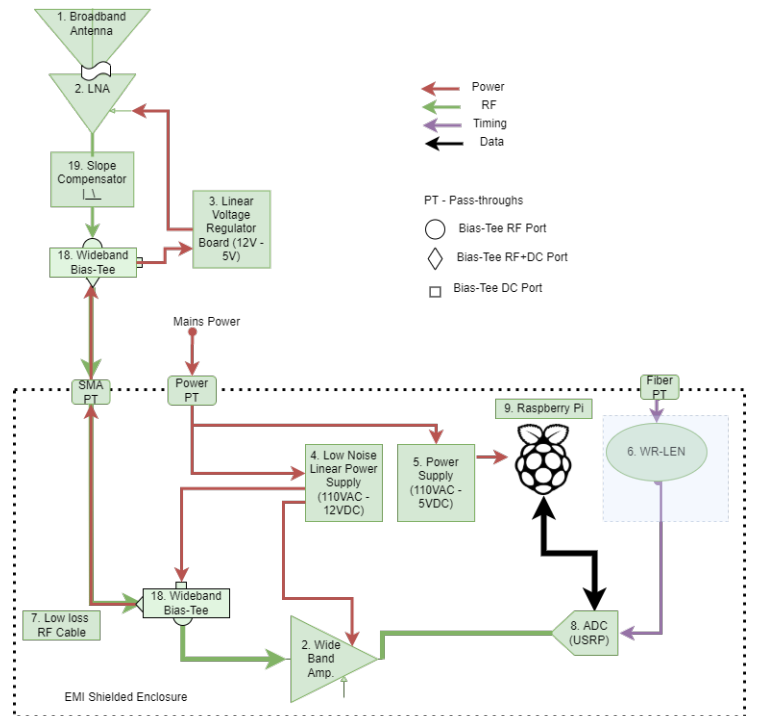 1. Broadband
Antenna
2. LNA
19. Slope
Compensator
|_\_
3. Linear
Voltage
Regulator
Board (12V -
5V)
18. Wideband
Bias-Tee
Power
RF
Timing
Data
PT - Pass-throughs
Bias-Tee RF Port
Bias-Tee RF+DC Port
Bias-Tee DC Port
Mains Power
SMA
PT
Power
PT
Fiber
PT
9. Raspberry Pi
4. Low Noise
Linear Power
Supply
(110VAC -
12VDC)
5. Power
Supply
(110VAC -
5VDC)
6. WR-LEN
18. Wideband
Bias-Tee
7. Low loss
RF Cable
2. Wide
Band
Amp.
8. ADC
(USRP)
EMI Shielded Enclosure